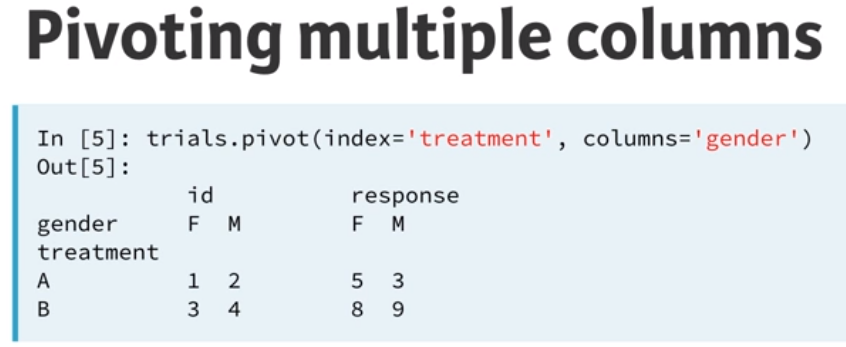 Pivoting multiple columns
In [5]: trials.pivot(index='treatment', columns='gender')
Out[5]:
id response
gender F M F M
treatment
A 1 2 5 3
B 3 4 8 9